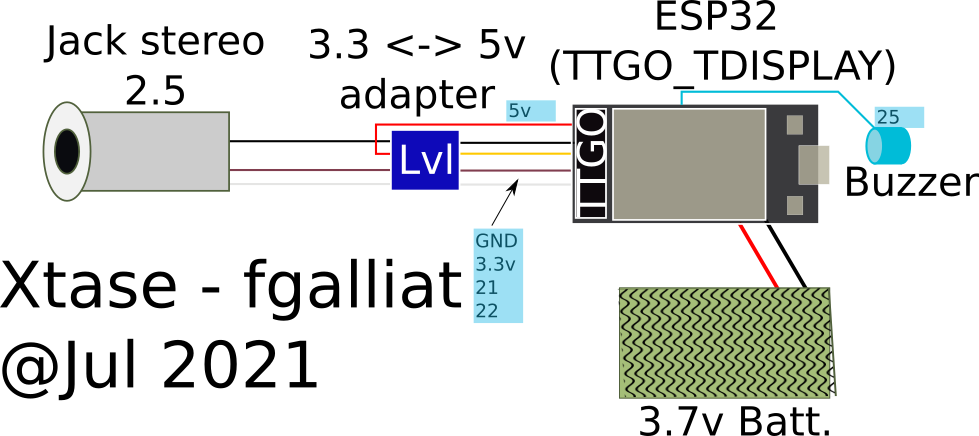 Jack stereo
2.5
3.3 <-> 5v
adapter
ESP32
(TTGO_TDISPLAY)
5v
25
Lvl
TTGO
Buzzer
GND
3.3v
21
22
Xtase - fgalliat
@Jul 2021
3.7v Batt.